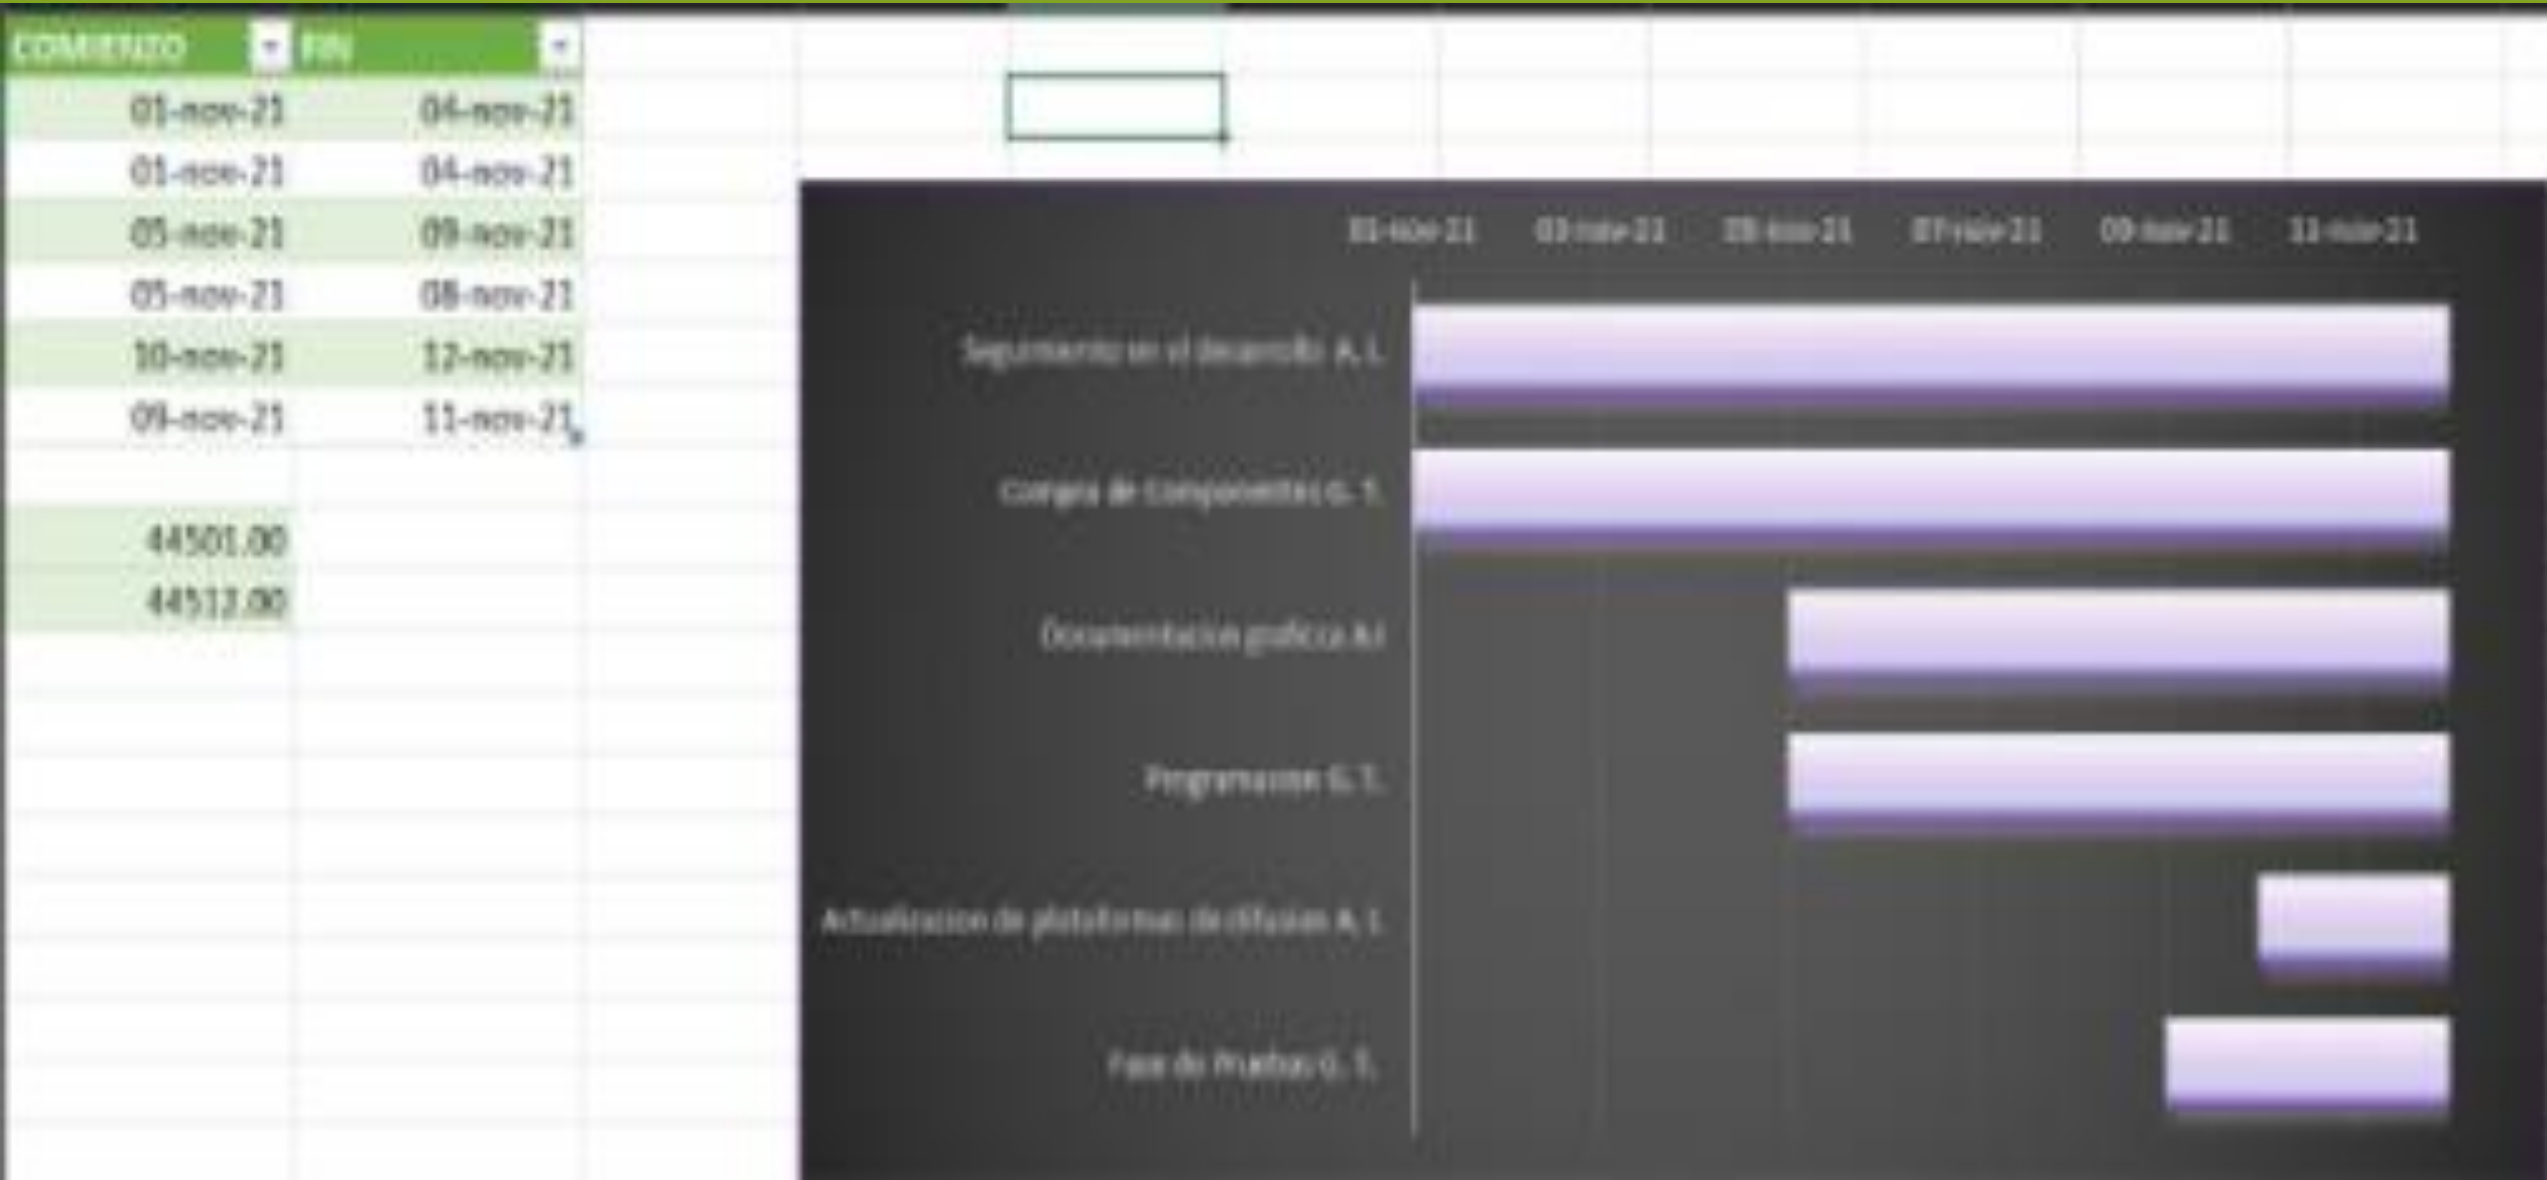 COMIENZO FIN
01-nov-21 04-nov-21
01-nov-21 04-nov-21
05-nov-21 09-nov-21
05-nov-21 08-nov-21
10-nov-21 12-nov-21
09-nov-21 11-nov-21
44501.00
44512.00
01-nov-21 03-nov-21 05-nov-21 07-nov-21 09-nov-21 11-nov-21
Seguimiento en el desarrollo A. I.
Compra de Componentes G. T.
Documentacion grafica A.I
Programacion G. T.
Actualizacion de plataformas de difusion A. I.
Fase de Pruebas G. T.